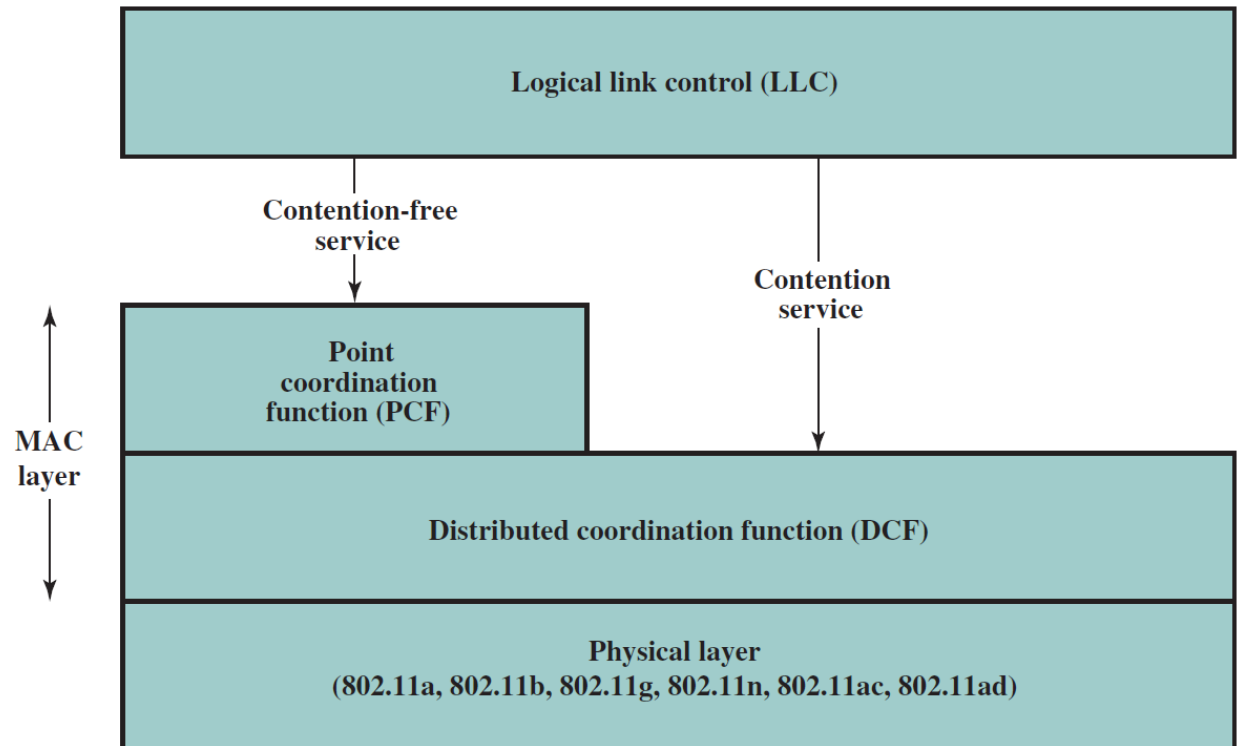 Logical link control (LLC)
Contention-free
service
Contention
service
Point
coordination
function (PCF)
MAC
layer
Distributed coordination function (DCF)
Physical layer
(802.11a, 802.11b, 802.11g, 802.11n, 802.11ac, 802.11ad)